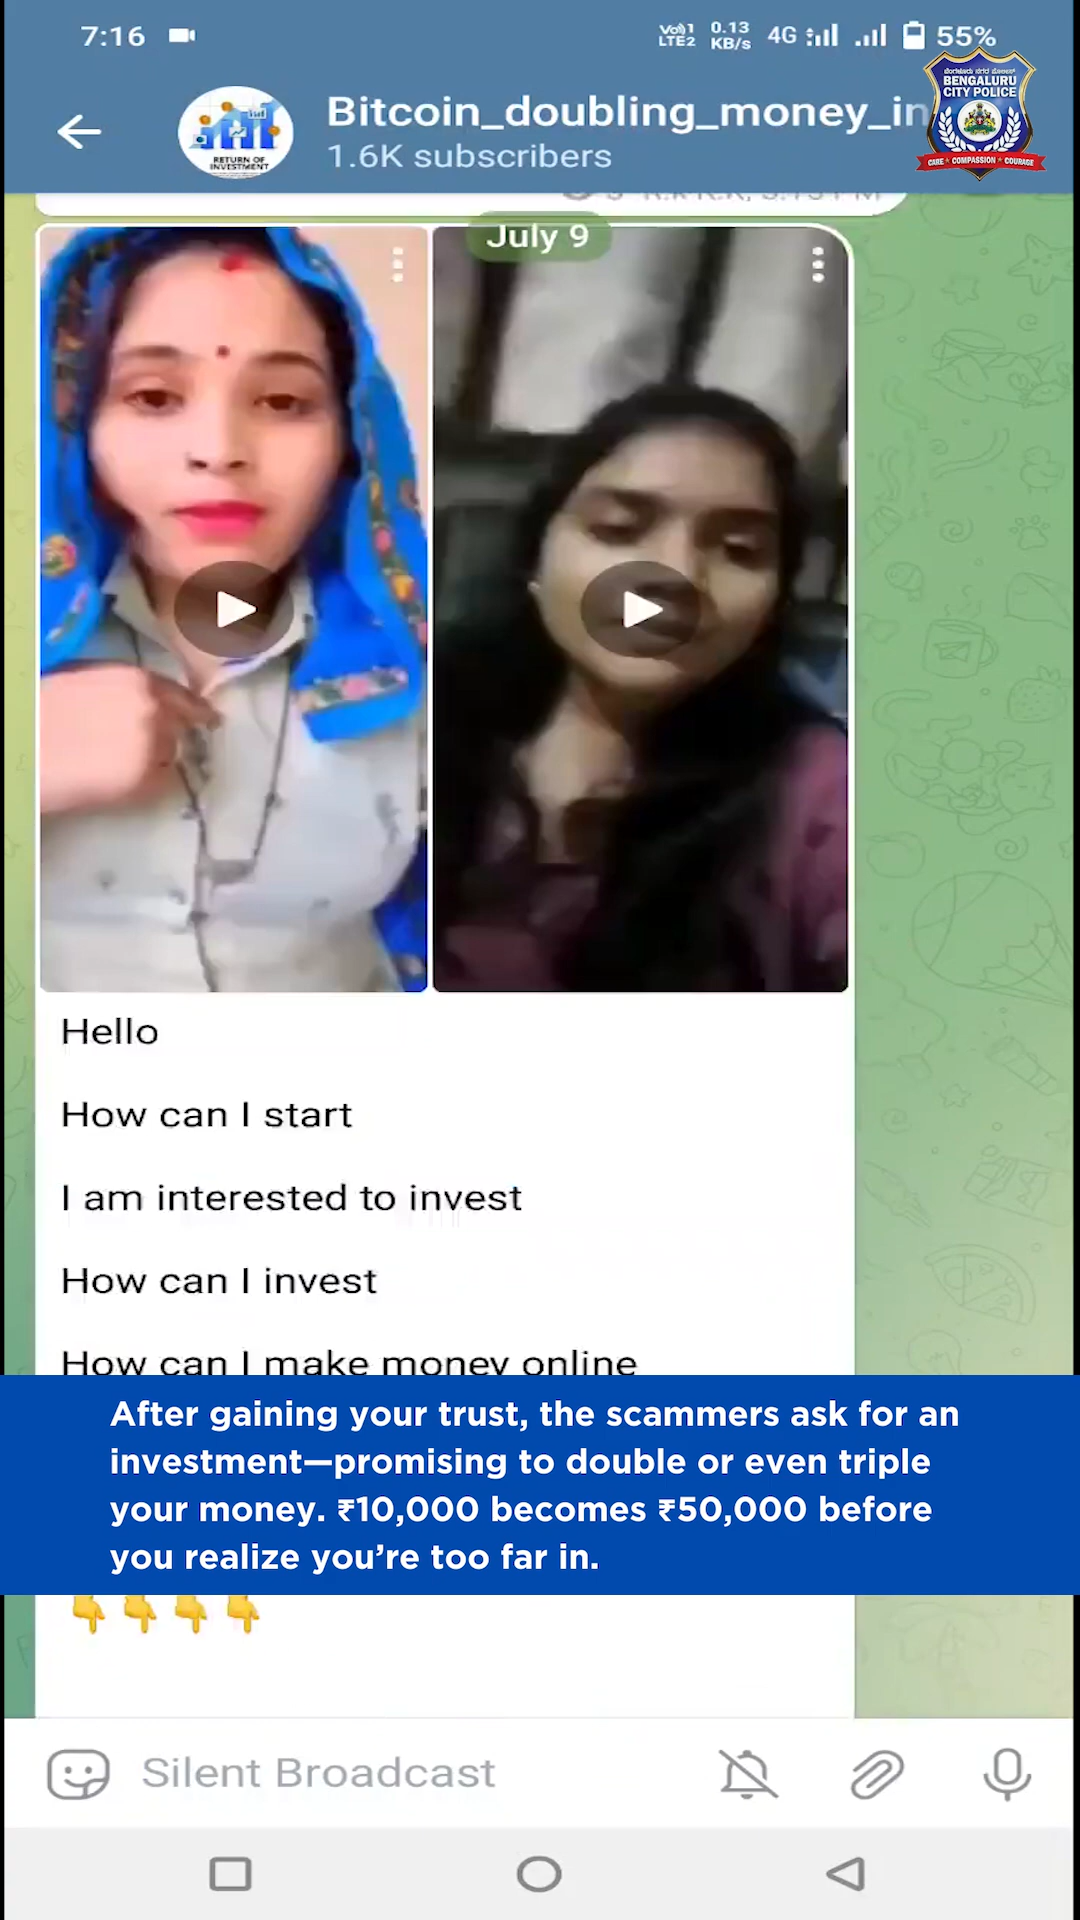 7:16
Vo))1
LTE2
0.13
KB/s
4G
55%
BENGALURU
CITY POLICE
CARE • COMPASSION • COURAGE
Bitcoin_doubling_money_in
1.6K subscribers
RETURN OF
INVESTMENT
July 9
Hello
How can I start
I am interested to invest
How can I invest
How can I make money online
After gaining your trust, the scammers ask for an
investment—promising to double or even triple
your money. ₹10,000 becomes ₹50,000 before
you realize you’re too far in.
👇👇👇👇
Silent Broadcast